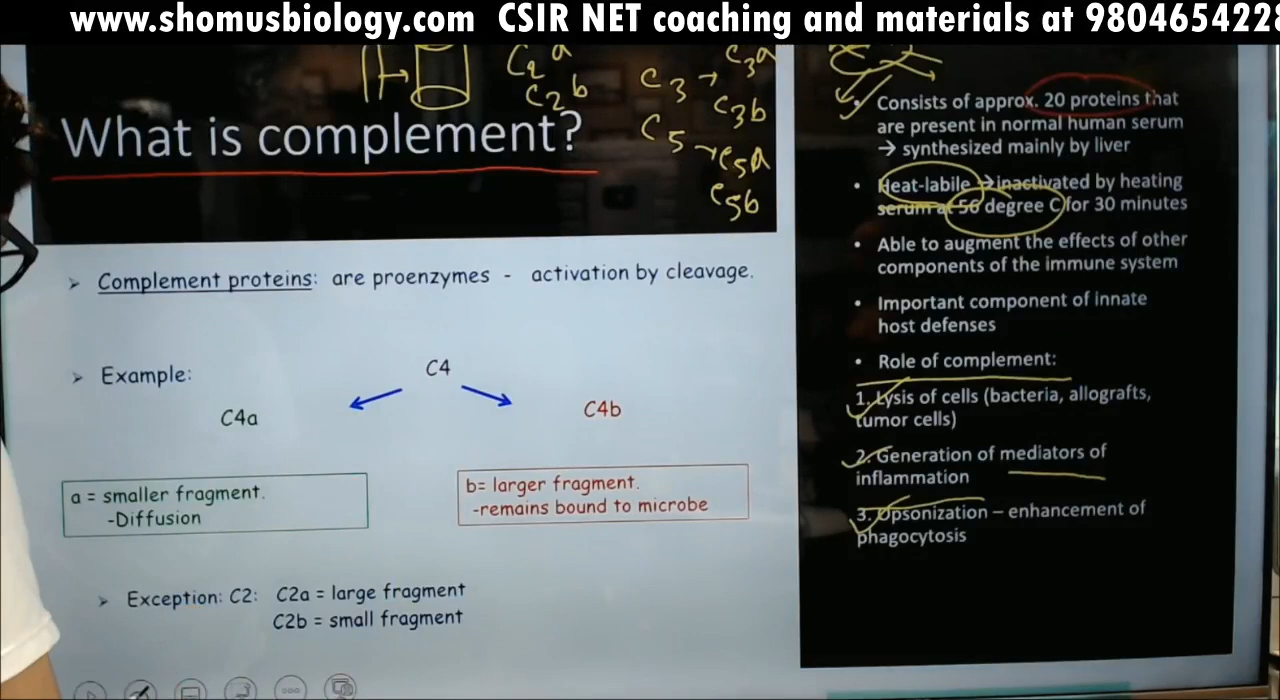 www.shomusbiology.com CSIR NET coaching and materials at 9804654228
C2a
C2b
C3 → C3a
C3b
C5 → C5a
C5b
What is complement?
➢ Complement proteins: are proenzymes - activation by cleavage.
➢ Example:
C4
C4a
C4b
a = smaller fragment.
-Diffusion
b= larger fragment.
-remains bound to microbe
➢ Exception: C2: C2a = large fragment
C2b = small fragment
• Consists of approx. 20 proteins that
are present in normal human serum
→ synthesized mainly by liver
• Heat-labile → inactivated by heating
serum at 56 degree C for 30 minutes
• Able to augment the effects of other
components of the immune system
• Important component of innate
host defenses
• Role of complement:
1. Lysis of cells (bacteria, allografts,
tumor cells)
2. Generation of mediators of
inflammation
3. Opsonization – enhancement of
phagocytosis